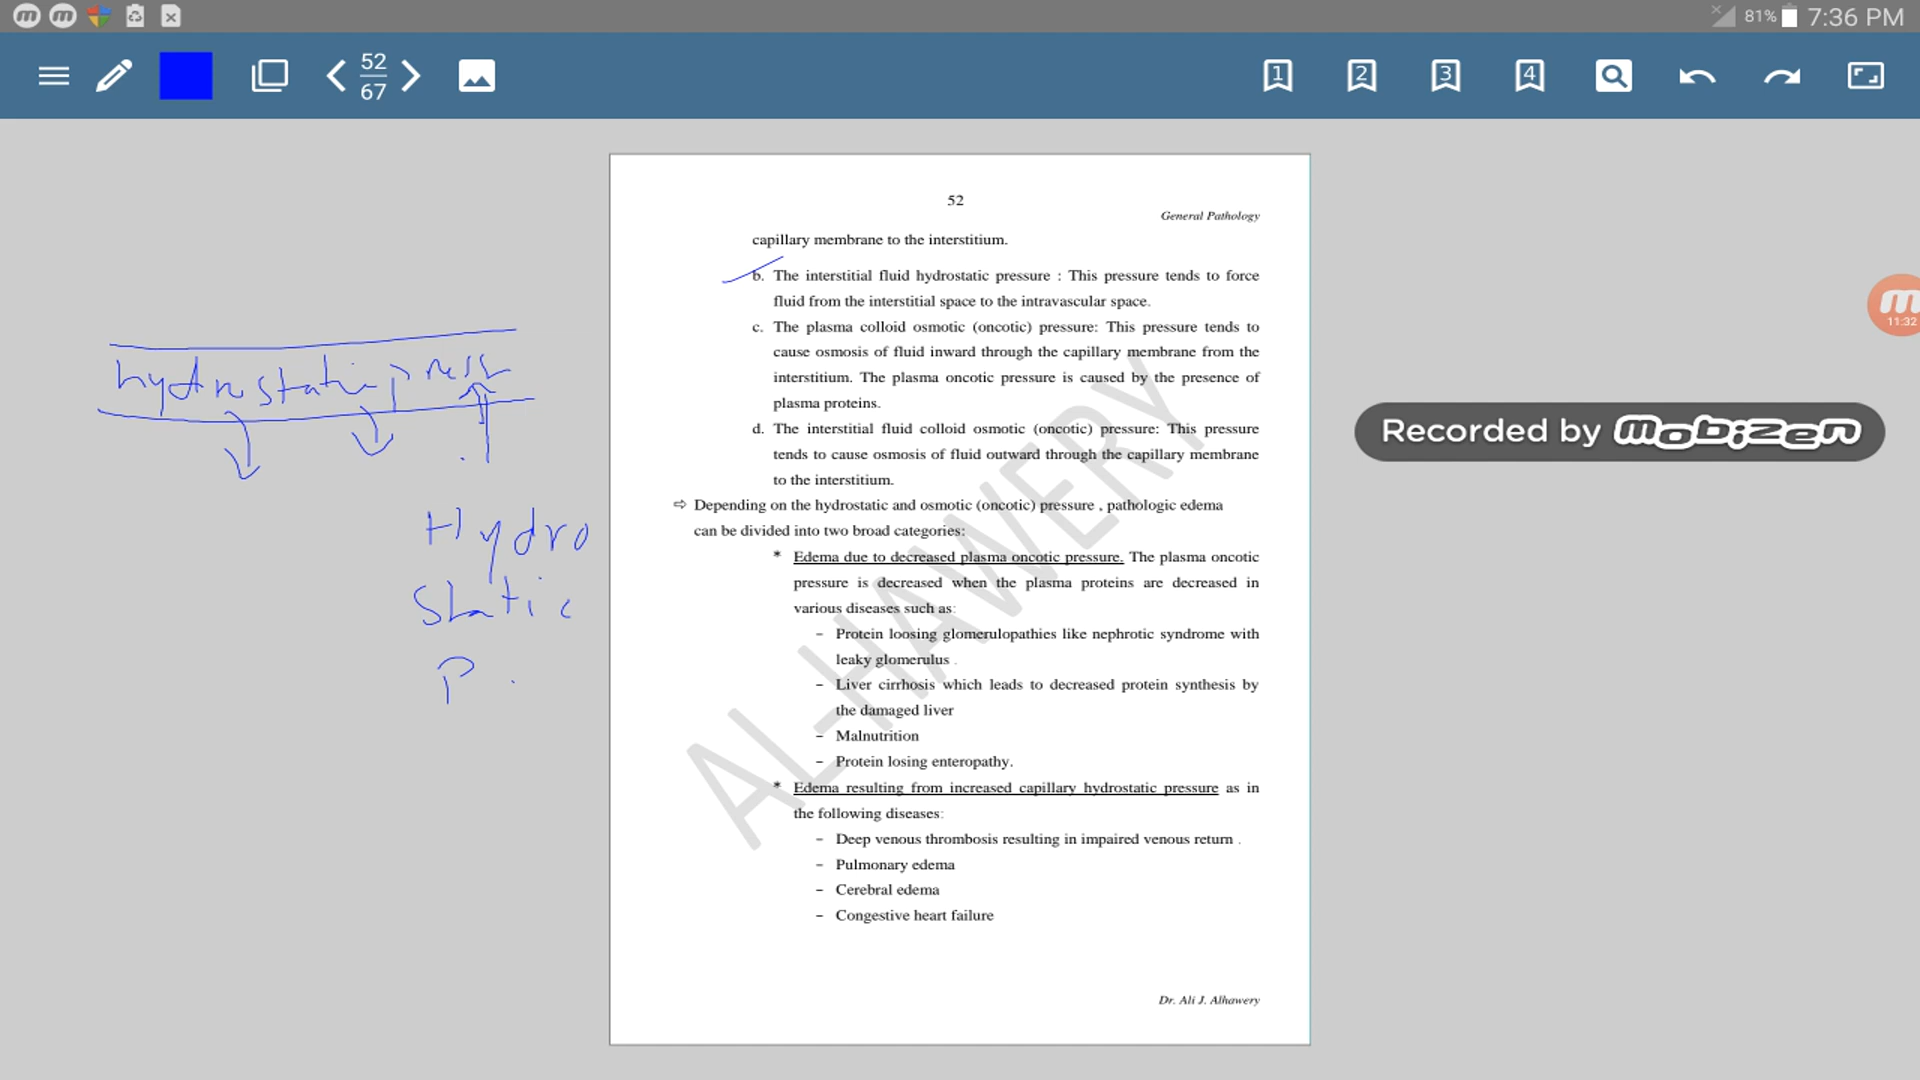 81% 7:36 PM
52
67
1 2 3 4
52
General Pathology
capillary membrane to the interstitium.
b. The interstitial fluid hydrostatic pressure : This pressure tends to force
fluid from the interstitial space to the intravascular space.
c. The plasma colloid osmotic (oncotic) pressure: This pressure tends to
cause osmosis of fluid inward through the capillary membrane from the
interstitium. The plasma oncotic pressure is caused by the presence of
plasma proteins.
d. The interstitial fluid colloid osmotic (oncotic) pressure: This pressure
tends to cause osmosis of fluid outward through the capillary membrane
to the interstitium.
⇨ Depending on the hydrostatic and osmotic (oncotic) pressure , pathologic edema
can be divided into two broad categories:
* Edema due to decreased plasma oncotic pressure. The plasma oncotic
pressure is decreased when the plasma proteins are decreased in
various diseases such as:
- Protein loosing glomerulopathies like nephrotic syndrome with
leaky glomerulus .
- Liver cirrhosis which leads to decreased protein synthesis by
the damaged liver
- Malnutrition
- Protein losing enteropathy.
* Edema resulting from increased capillary hydrostatic pressure as in
the following diseases:
- Deep venous thrombosis resulting in impaired venous return .
- Pulmonary edema
- Cerebral edema
- Congestive heart failure
Dr. Ali J. Alhawery
AL-HAWERY
hydrostatic press
Hydro
static
P.
11:32
Recorded by mobizen